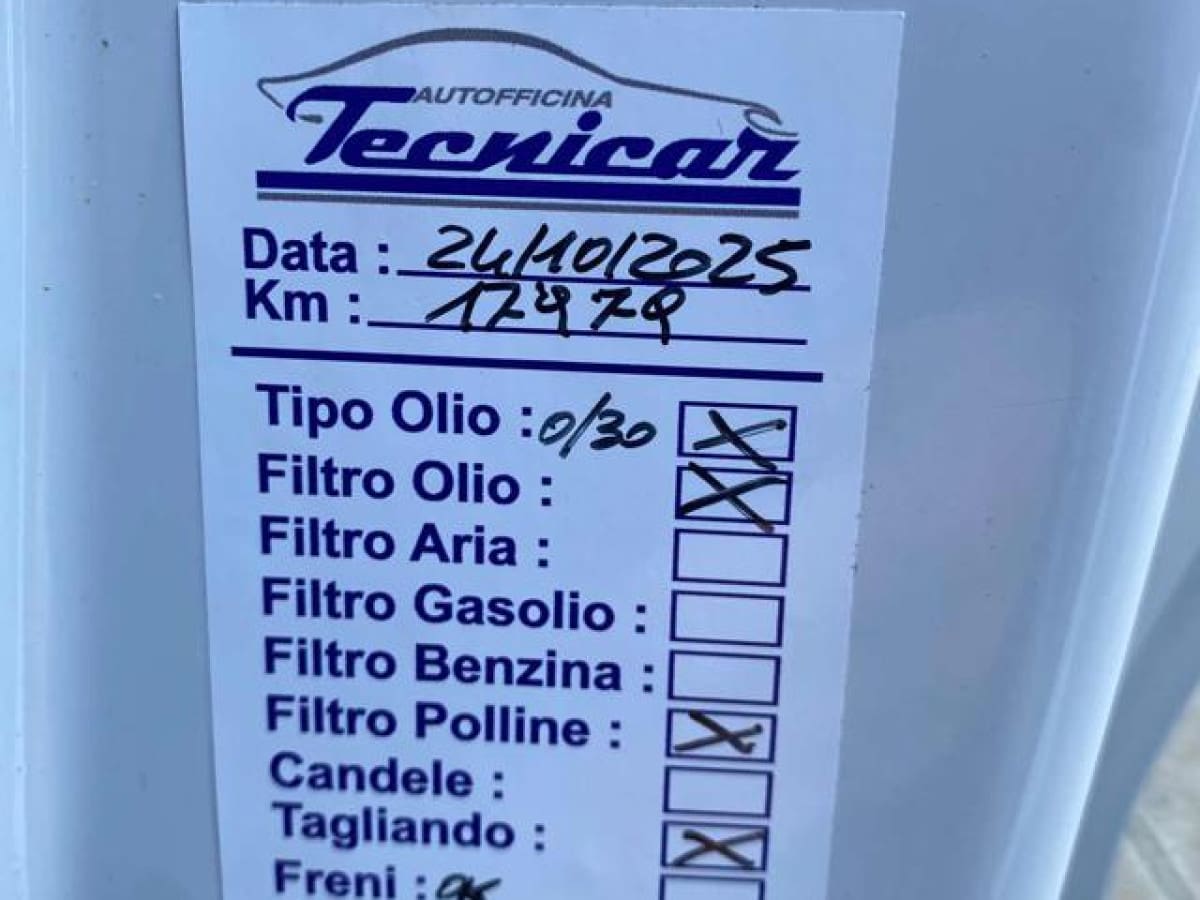 AUTOFFICINA
Tecnicar
Data : 24/10/2025
Km :
Tipo Olio : 0/30 X
Filtro Olio : X
Filtro Aria :
Filtro Gasolio :
Filtro Benzina :
Filtro Polline : X
Candele :
Tagliando : X
Freni :